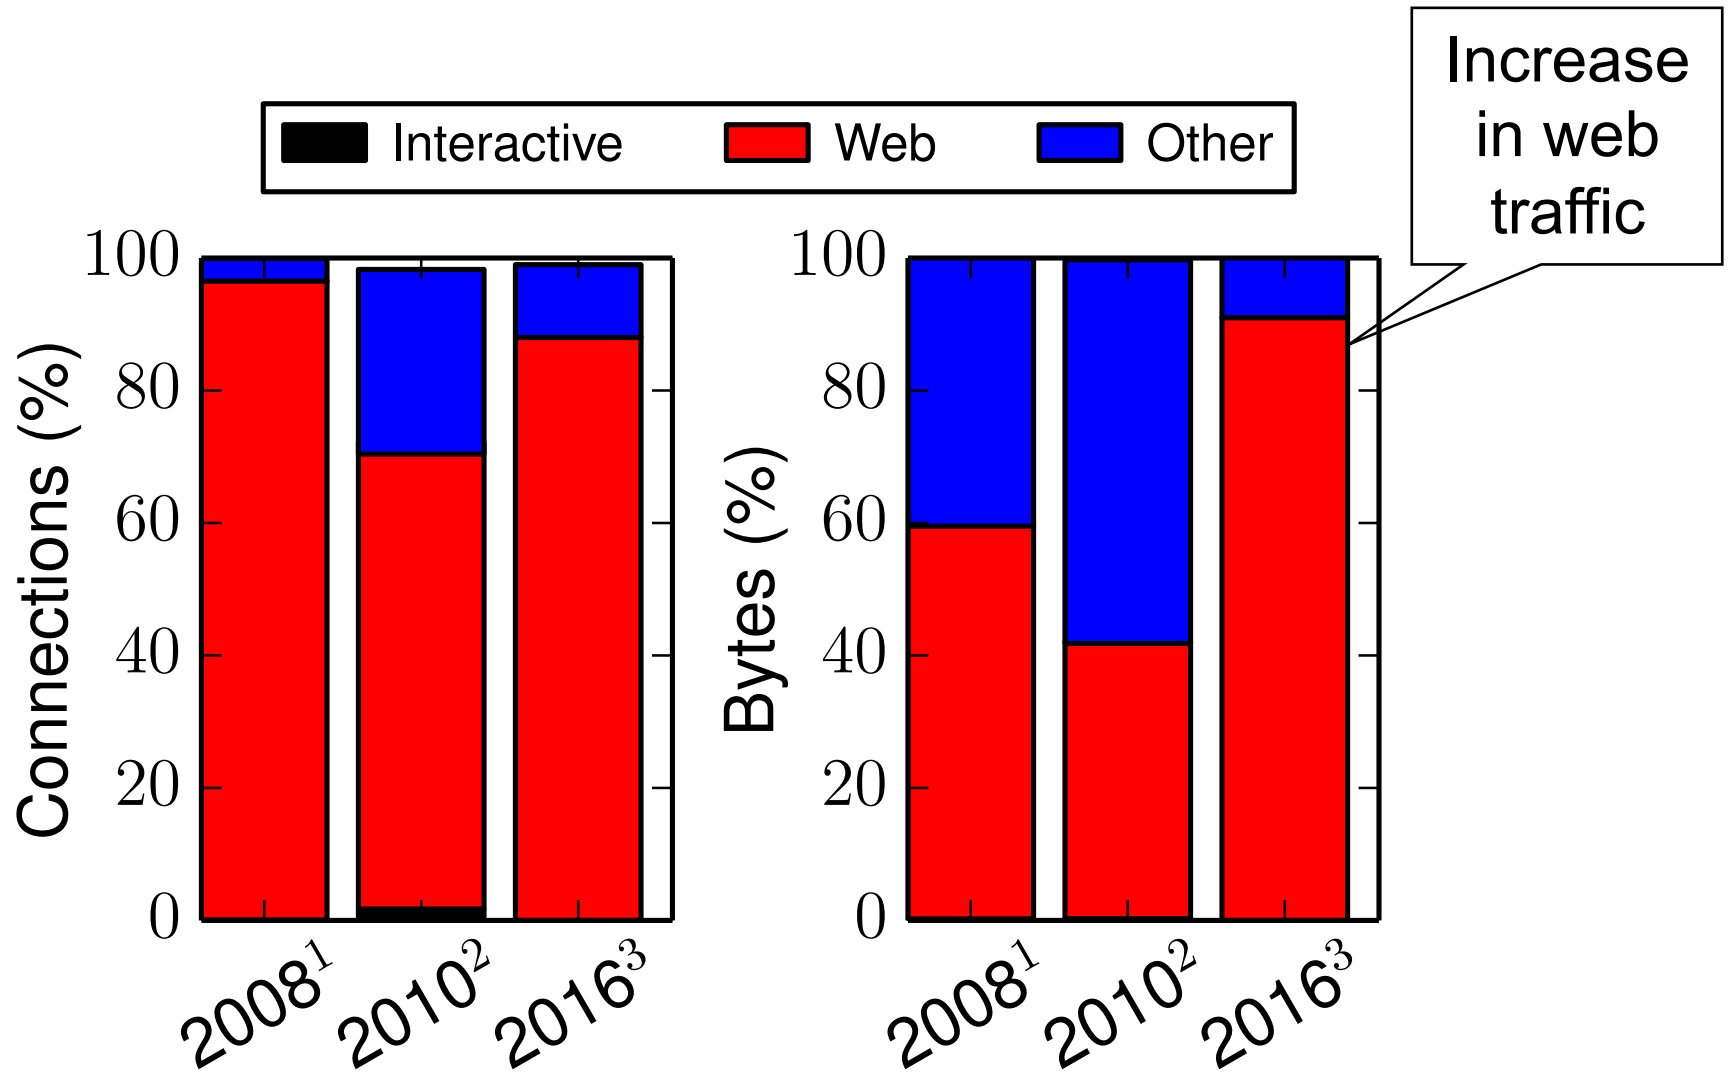 Increase
in web
traffic
Interactive Web Other
100
80
60
40
20
0
Connections (%)
2008¹ 2010² 2016³
100
80
60
40
20
0
Bytes (%)
2008¹ 2010² 2016³